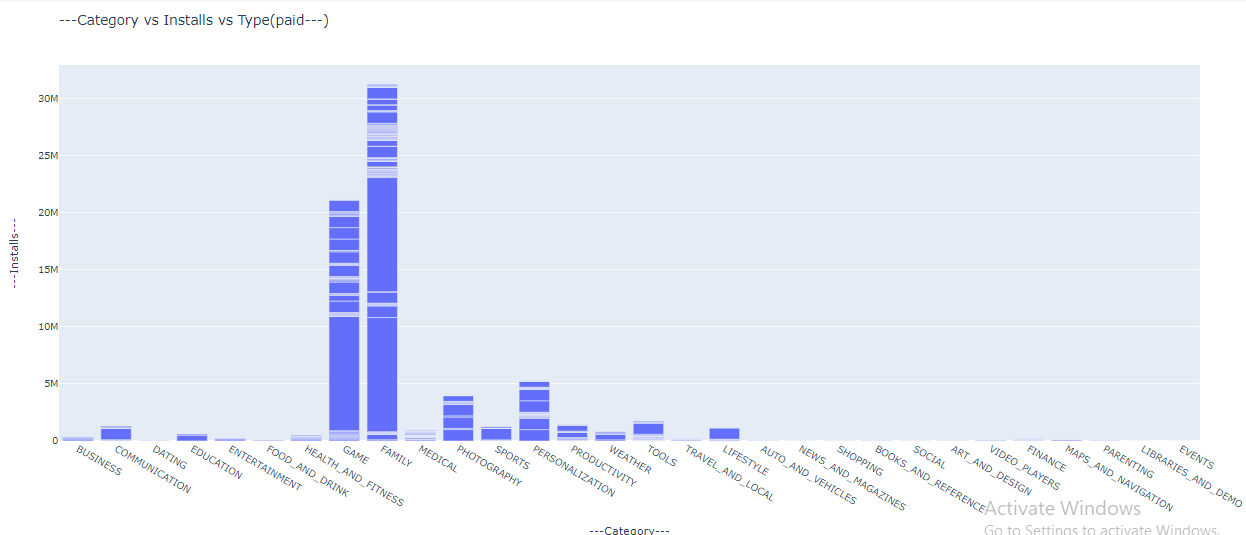 ---Category vs Installs vs Type(paid---)
30M
25M
20M
15M
10M
5M
0
---Installs---
BUSINESS
COMMUNICATION
DATING
EDUCATION
ENTERTAINMENT
FOOD_AND_DRINK
HEALTH_AND_FITNESS
GAME
FAMILY
MEDICAL
PHOTOGRAPHY
SPORTS
PERSONALIZATION
PRODUCTIVITY
WEATHER
TOOLS
TRAVEL_AND_LOCAL
LIFESTYLE
AUTO_AND_VEHICLES
NEWS_AND_MAGAZINES
SHOPPING
BOOKS_AND_REFERENCE
SOCIAL
ART_AND_DESIGN
VIDEO_PLAYERS
FINANCE
MAPS_AND_NAVIGATION
PARENTING
LIBRARIES_AND_DEMO
EVENTS
---Category---
Activate Windows
Go to Settings to activate Windows.